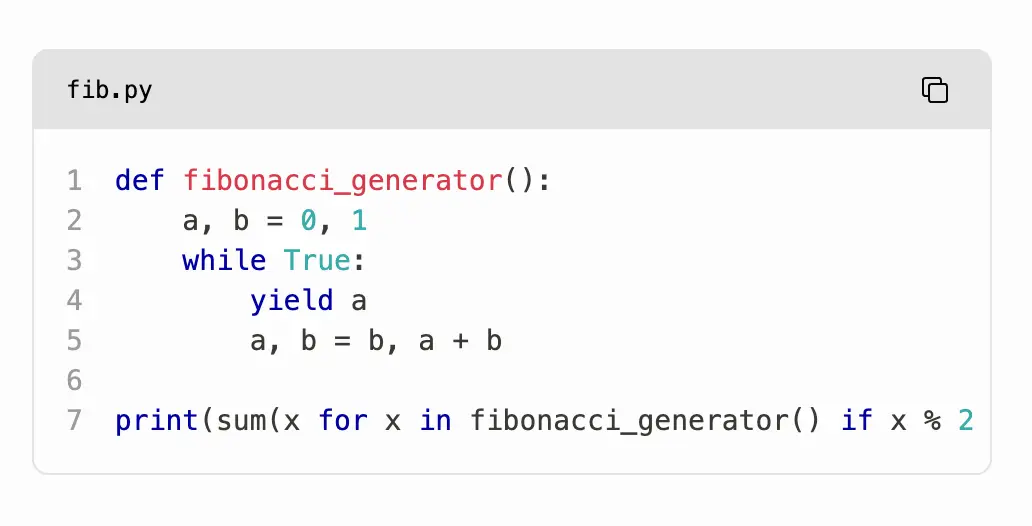 fib.py
1 def fibonacci_generator():
2     a, b = 0, 1
3     while True:
4         yield a
5         a, b = b, a + b
6
7 print(sum(x for x in fibonacci_generator() if x % 2